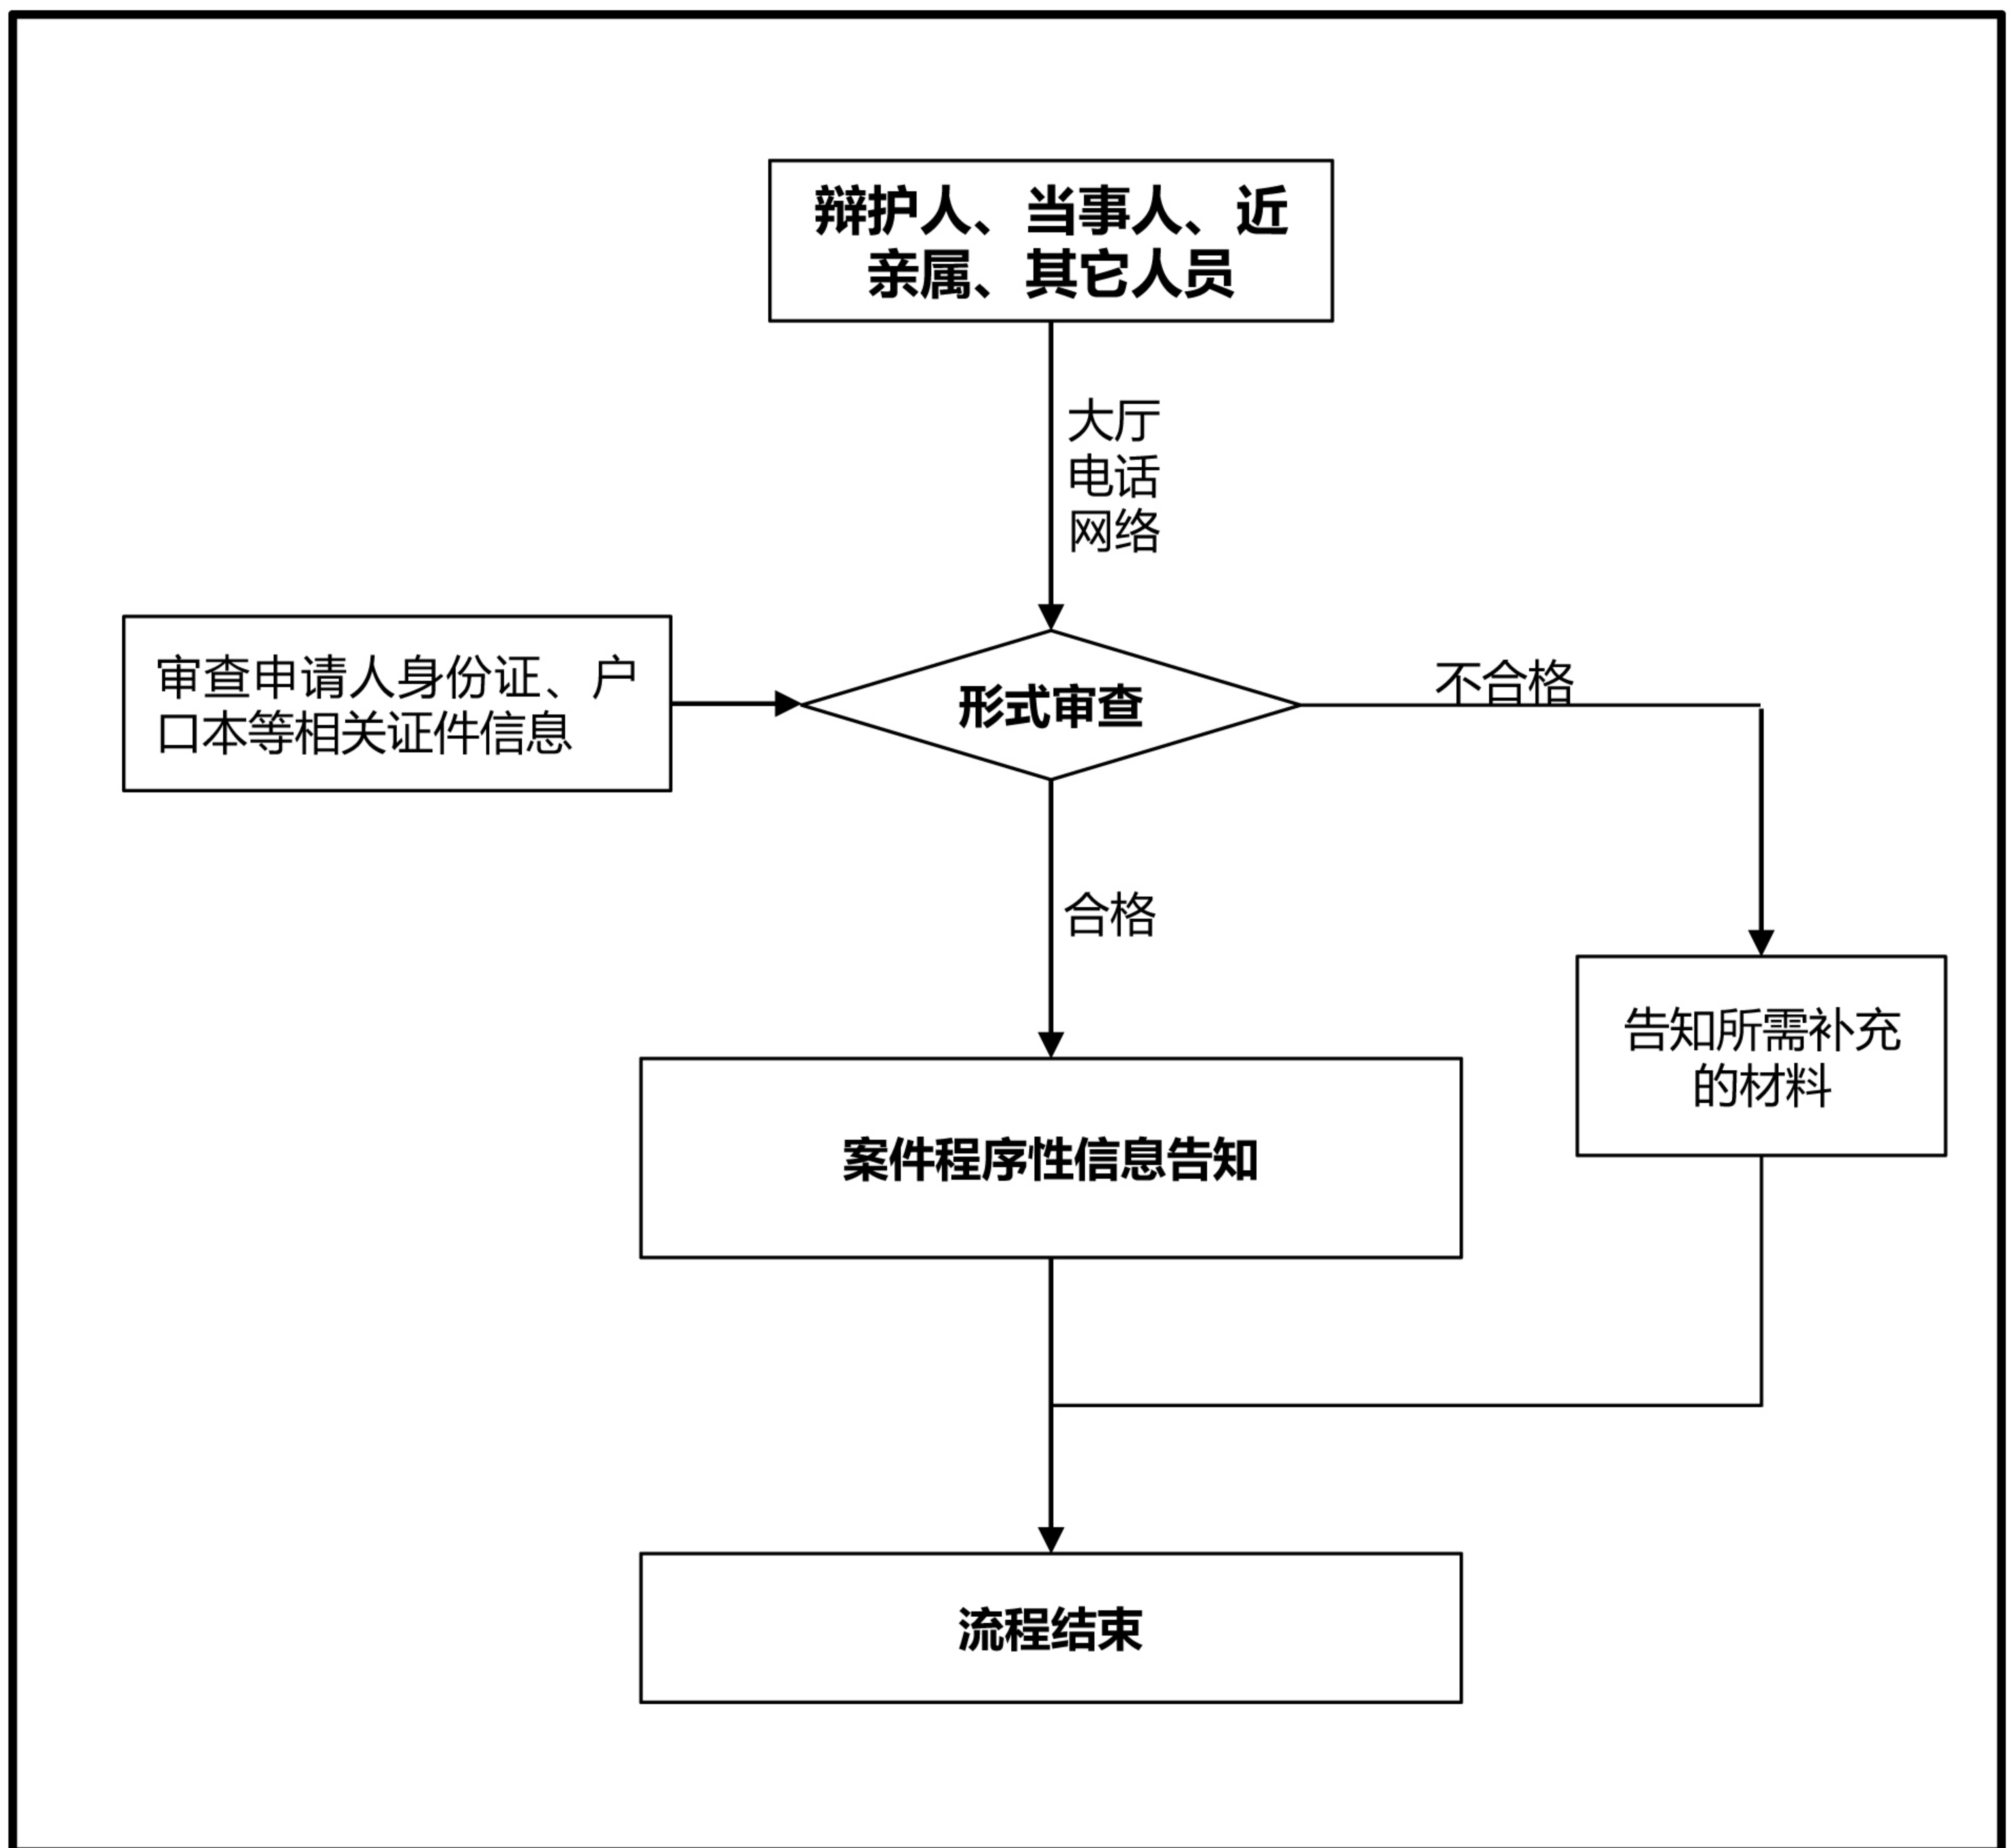 辩护人、当事人、近
亲属、其它人员
大厅
电话
网络
审查申请人身份证、户
口本等相关证件信息
形式审查
不合格
合格
告知所需补充
的材料
案件程序性信息告知
流程结束